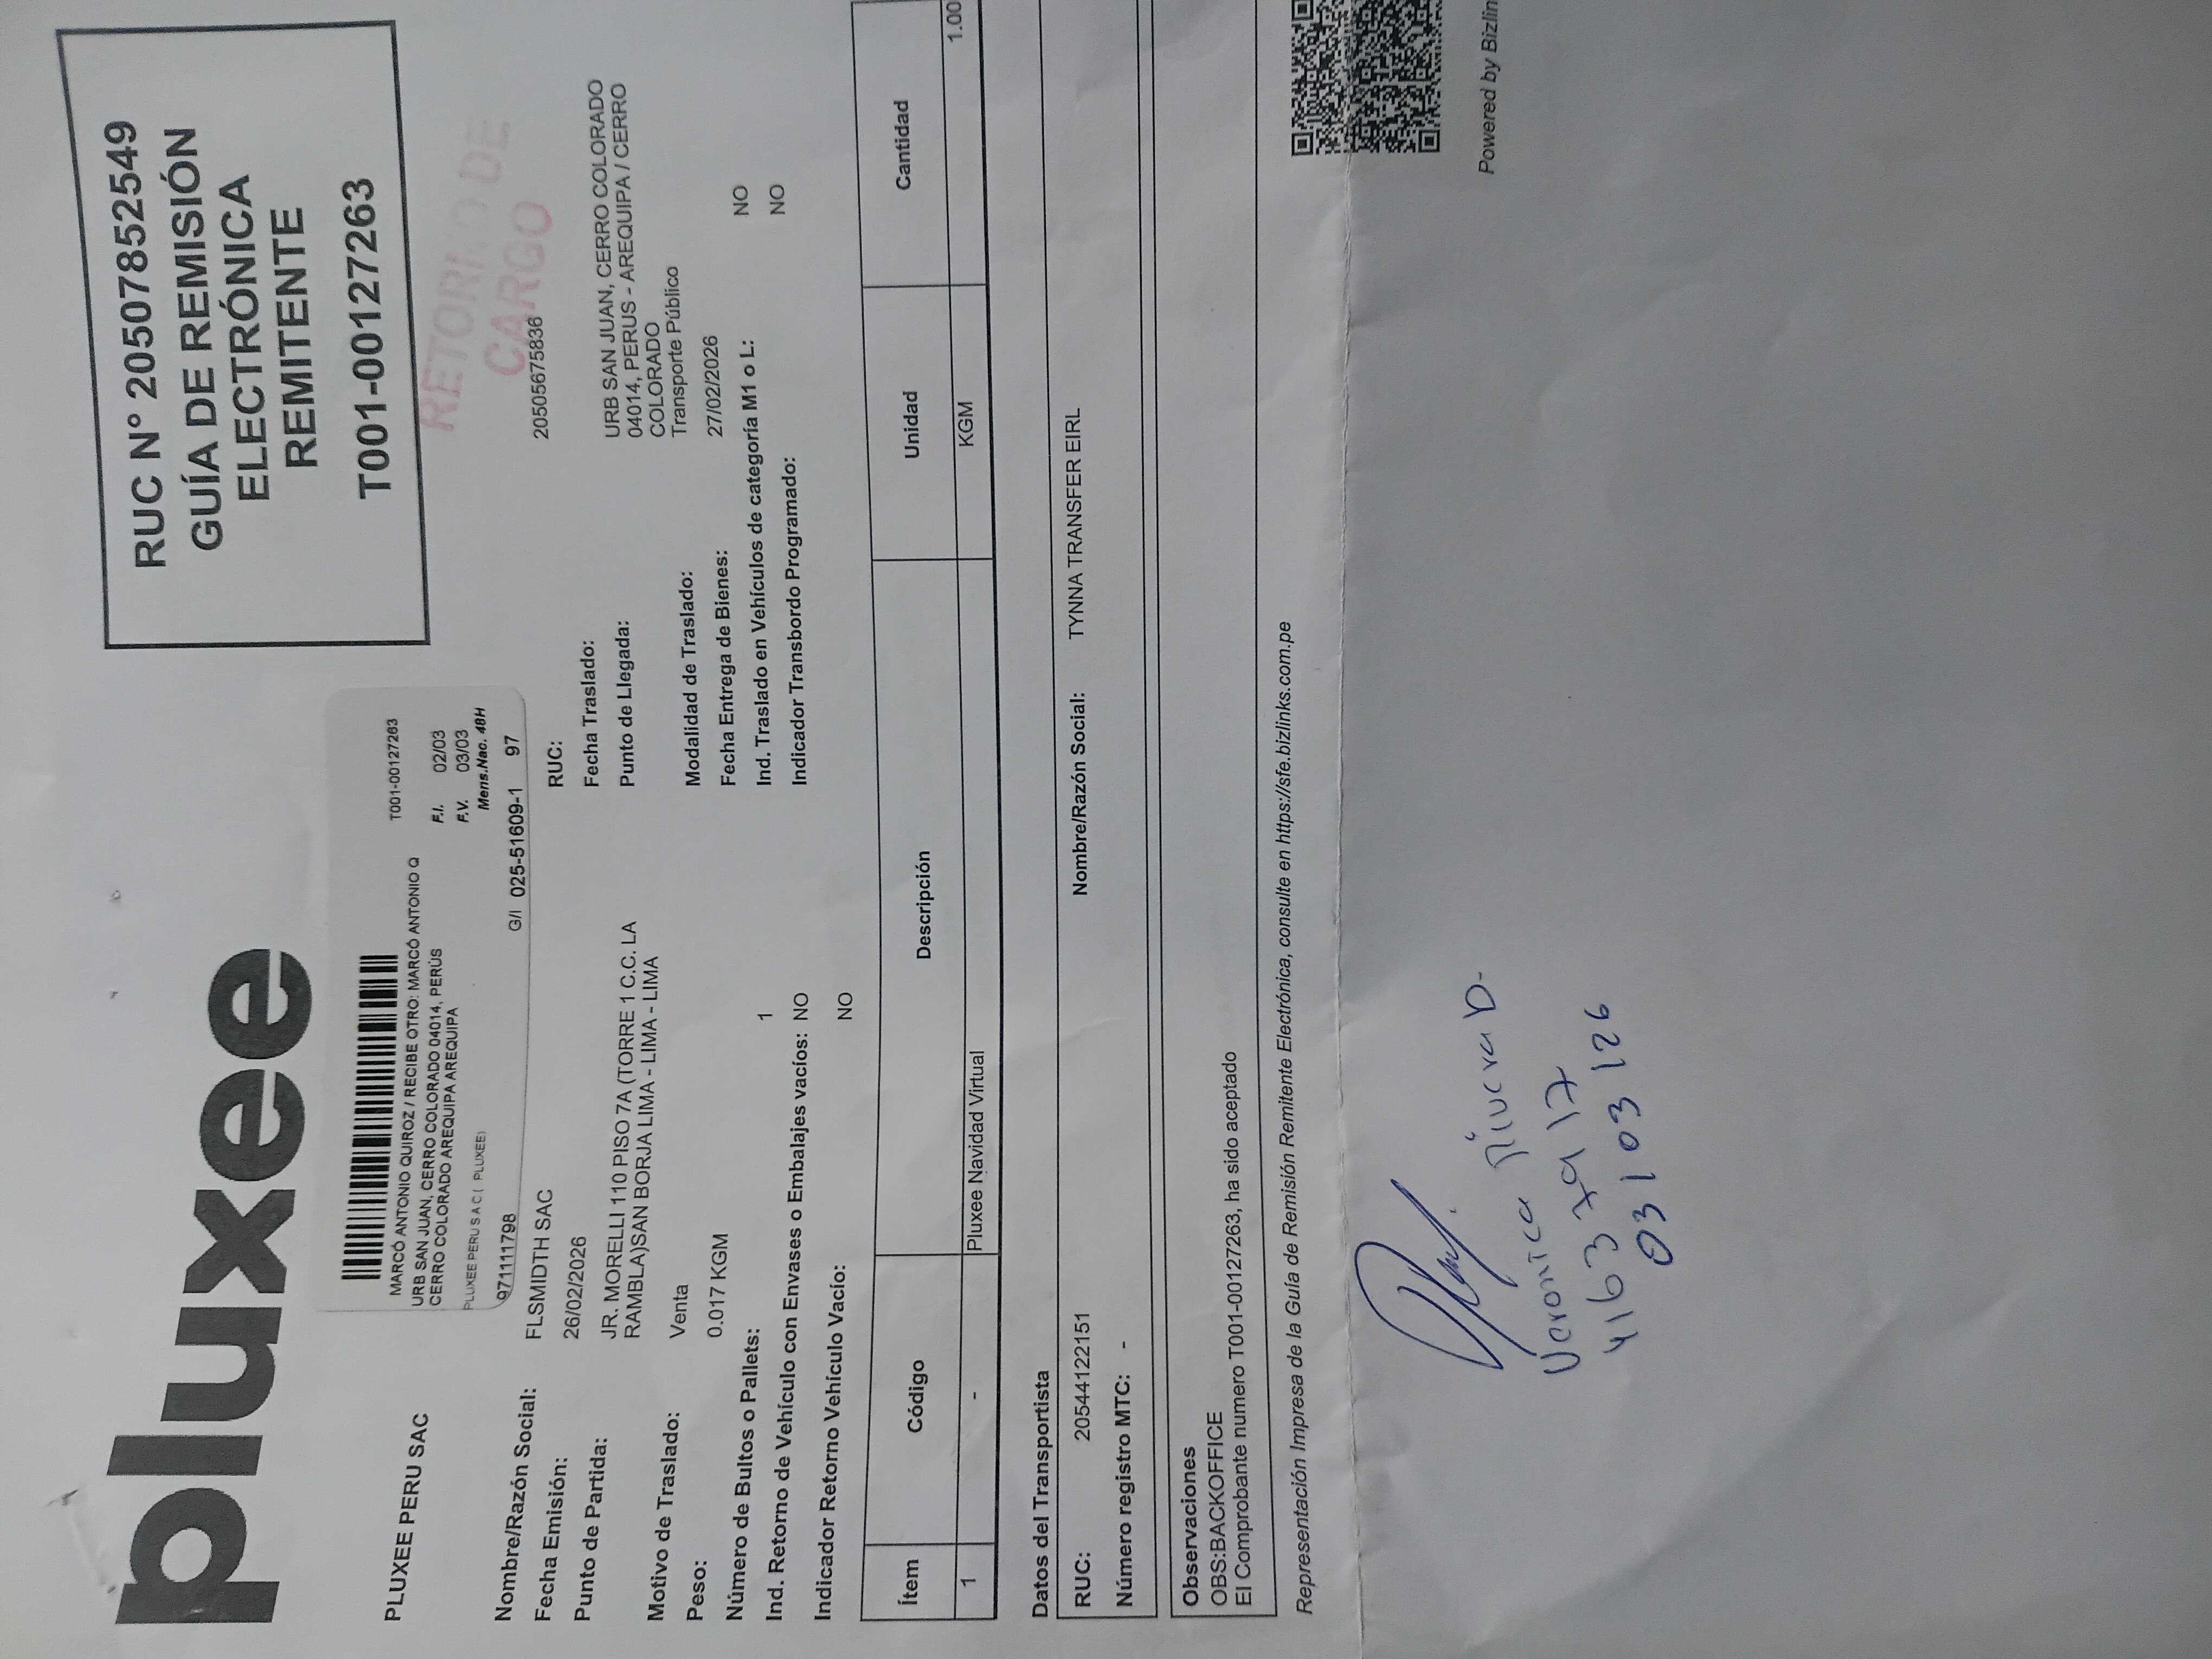 pluxee
RUC N° 20507852549
GUÍA DE REMISIÓN
ELECTRÓNICA
REMITENTE
T001-00127263
RETORNO DE
CARGO
PLUXEE PERU SAC
MARCÓ ANTONIO QUIROZ / RECIBE OTRO: MARCÓ ANTONIO Q
T001-00127263
URB SAN JUAN, CERRO COLORADO 04014, PERÚS
CERRO COLORADO AREQUIPA AREQUIPA
F.I. 02/03
F.V. 03/03
Mens.Nac. 48H
PLUXEE PERU S A C ( PLUXEE)
971111798
G/I 025-51609-1 97
Nombre/Razón Social: FLSMIDTH SAC
RUC: 20505675836
Fecha Emisión: 26/02/2026
Fecha Traslado:
Punto de Partida: JR. MORELLI 110 PISO 7A (TORRE 1 C.C. LA
RAMBLA)SAN BORJA LIMA - LIMA - LIMA
Punto de Llegada: URB SAN JUAN, CERRO COLORADO
04014, PERUS - AREQUIPA / CERRO
COLORADO
Motivo de Traslado: Venta
Modalidad de Traslado: Transporte Público
Peso: 0.017 KGM
Fecha Entrega de Bienes: 27/02/2026
Número de Bultos o Pallets: 1
Ind. Traslado en Vehículos de categoría M1 o L: NO
Ind. Retorno de Vehículo con Envases o Embalajes vacíos: NO
Indicador Transbordo Programado: NO
Indicador Retorno Vehículo Vacío: NO
Ítem Código Descripción Unidad Cantidad
1 - Pluxee Navidad Virtual KGM 1.00
Datos del Transportista
RUC: 20544122151 Nombre/Razón Social: TYNNA TRANSFER EIRL
Número registro MTC: -
Observaciones
OBS:BACKOFFICE
El Comprobante numero T001-00127263, ha sido aceptado
Representación Impresa de la Guía de Remisión Remitente Electrónica, consulte en https://sfe.bizlinks.com.pe
Powered by Bizlin
Veronica D-
41637917
03/03/26